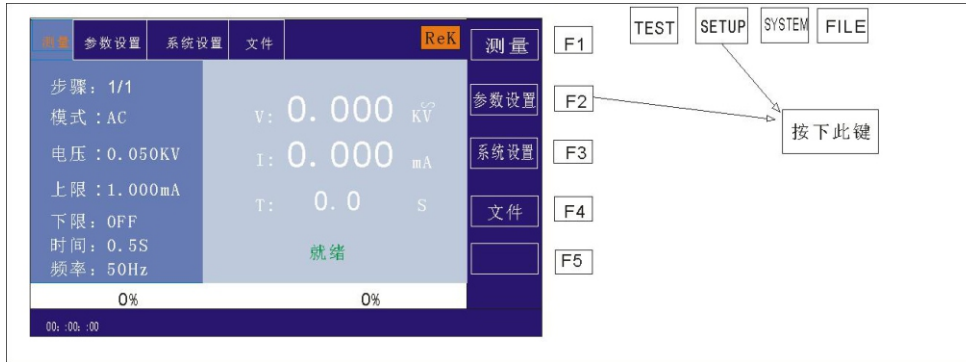 测量 参数设置 系统设置 文件 ReK
步骤：1/1
模式：AC
电压：0.050KV
上限：1.000mA
下限：OFF
时间：0.5S
频率：50Hz
V: 0.000 KV
I: 0.000 mA
T: 0.0 S
就绪
0% 0%
00: :00: :00
测量 F1
参数设置 F2
系统设置 F3
文件 F4
F5
TEST SETUP SYSTEM FILE
按下此键